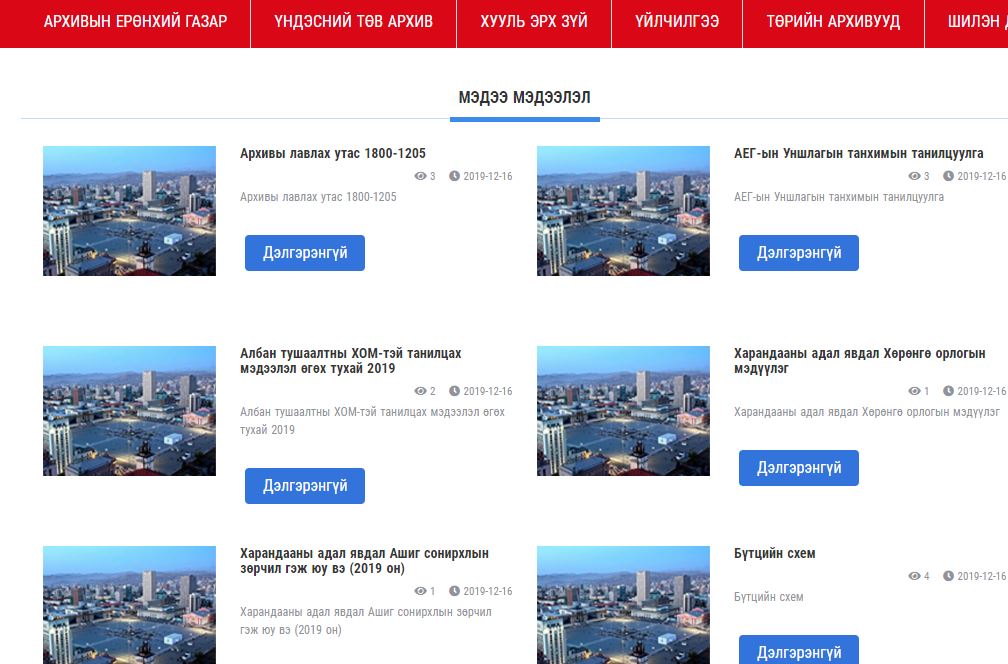 АРХИВЫН ЕРӨНХИЙ ГАЗАР
ҮНДЭСНИЙ ТӨВ АРХИВ
ХУУЛЬ ЭРХ ЗҮЙ
ҮЙЛЧИЛГЭЭ
ТӨРИЙН АРХИВУУД
ШИЛЭН
МЭДЭЭ МЭДЭЭЛЭЛ
Архивы лавлах утас 1800-1205
3 2019-12-16
Архивы лавлах утас 1800-1205
Дэлгэрэнгүй
АЕГ-ын Уншлагын танхимын танилцуулга
3 2019-12-16
АЕГ-ын Уншлагын танхимын танилцуулга
Дэлгэрэнгүй
Албан тушаалтны ХОМ-тэй танилцах
мэдээлэл өгөх тухай 2019
2 2019-12-16
Албан тушаалтны ХОМ-тэй танилцах мэдээлэл өгөх
тухай 2019
Дэлгэрэнгүй
Харандааны адал явдал Хөрөнгө орлогын
мэдүүлэг
1 2019-12-16
Харандааны адал явдал Хөрөнгө орлогын мэдүүлэг
Дэлгэрэнгүй
Харандааны адал явдал Ашиг сонирхлын
зөрчил гэж юу вэ (2019 он)
1 2019-12-16
Харандааны адал явдал Ашиг сонирхлын зөрчил
гэж юу вэ (2019 он)
Бүтцийн схем
4 2019-12-16
Бүтцийн схем
Дэлгэрэнгүй